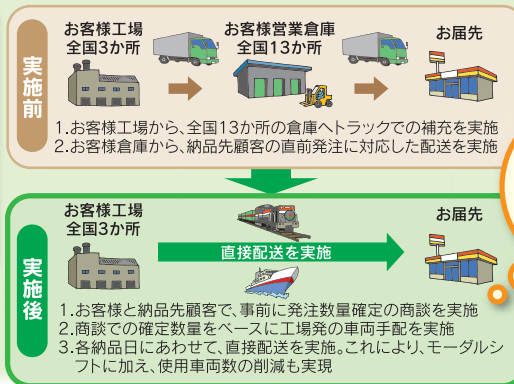 お客様工場
全国3か所
お客様営業倉庫
全国13か所
お届先
実施前
1.お客様工場から、全国13か所の倉庫へトラックでの補充を実施
2.お客様倉庫から、納品先顧客の直前発注に対応した配送を実施
お客様工場
全国3か所
お届先
直接配送を実施
実施後
1.お客様と納品先顧客で、事前に発注数量確定の商談を実施
2.商談での確定数量をベースに工場発の車両手配を実施
3.各納品日にあわせて、直接配送を実施。これにより、モーダルシ
フトに加え、使用車両数の削減も実現